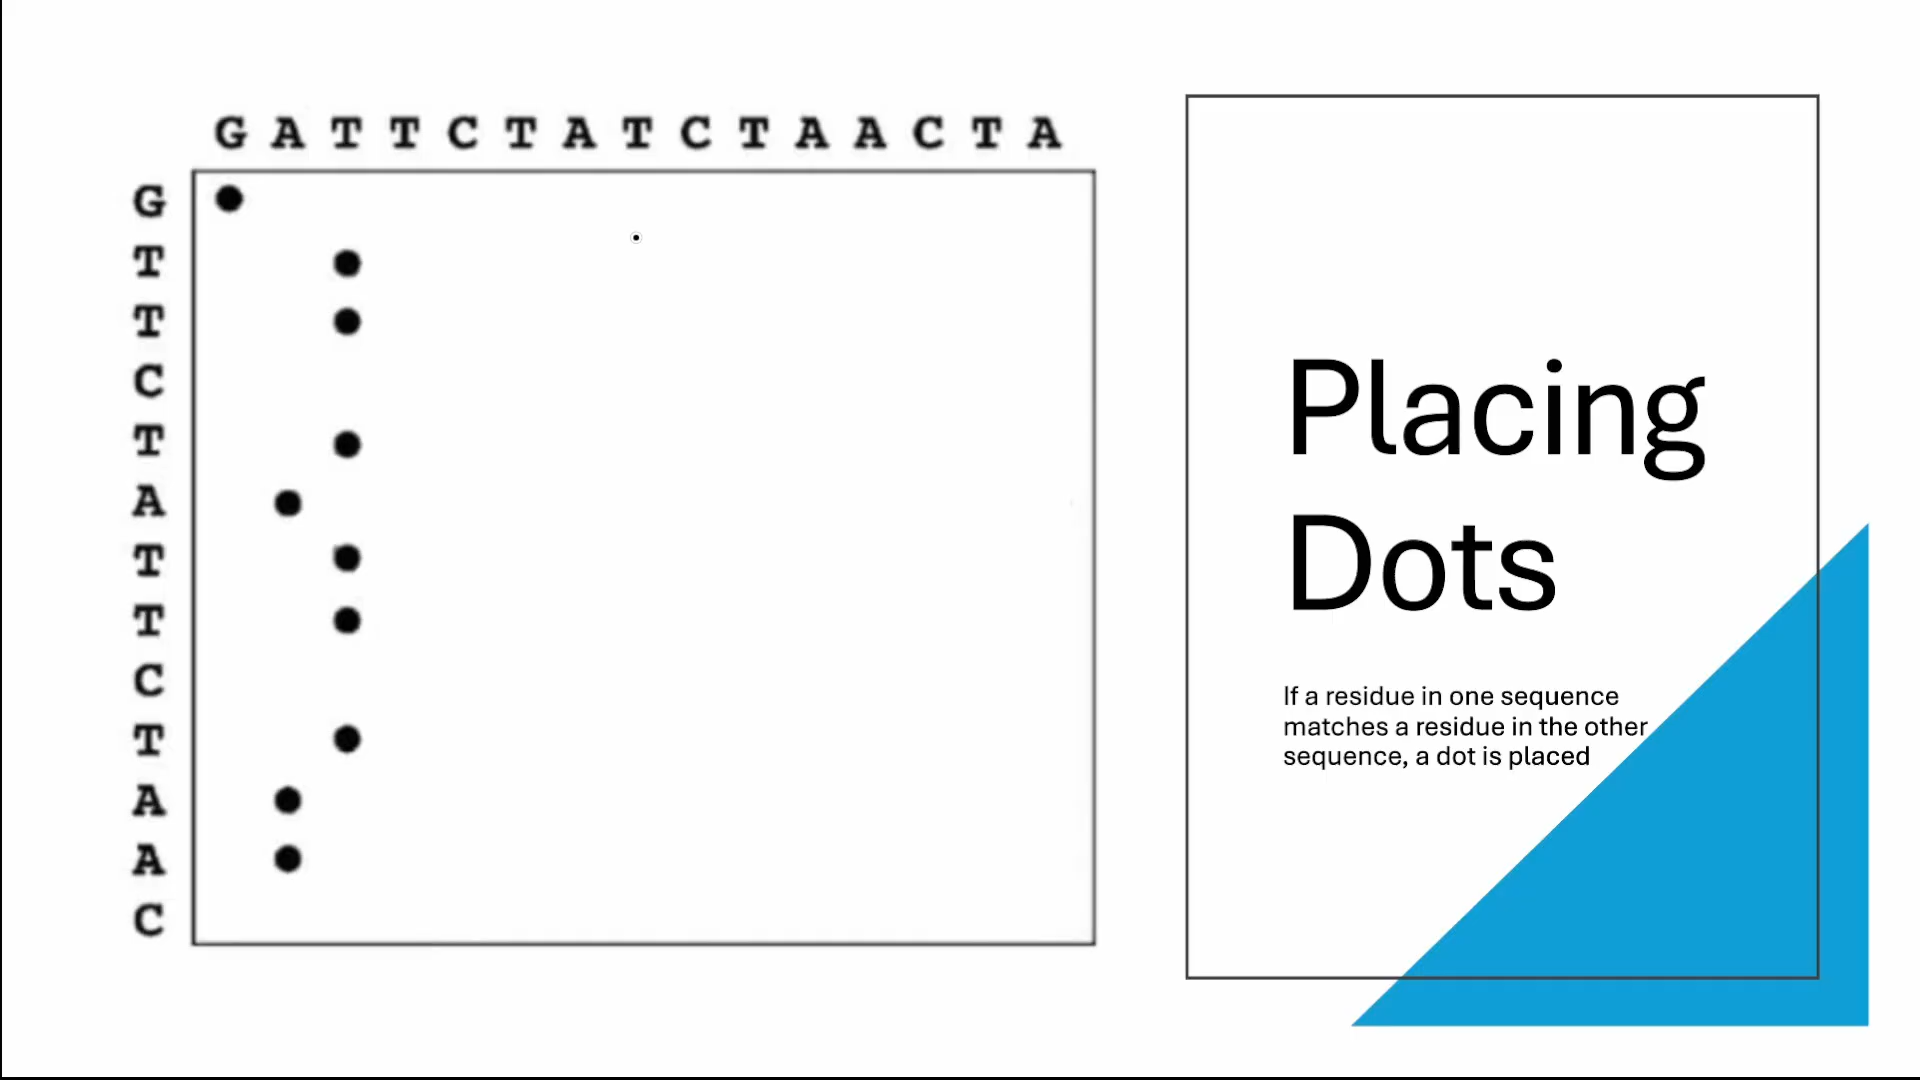 G A T T C T A T C T A A C T A
G
T
T
C
T
A
T
T
C
T
A
A
C
Placing
Dots
If a residue in one sequence
matches a residue in the other
sequence, a dot is placed